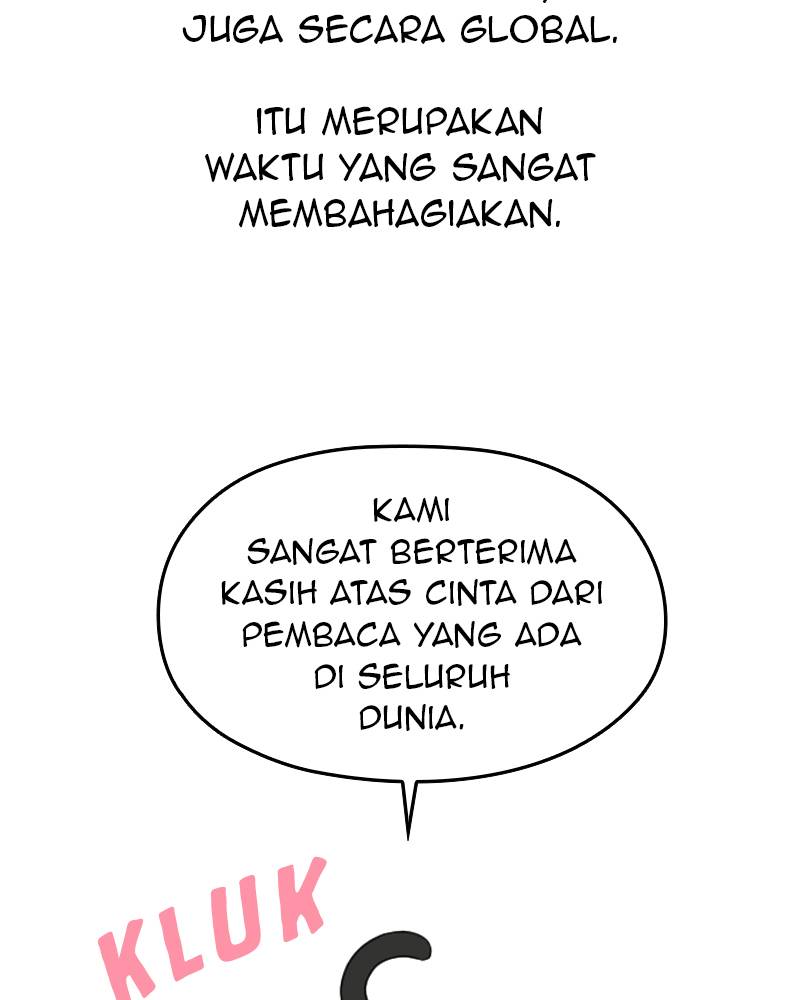 JUGA SECARA GLOBAL.
ITU MERUPAKAN
WAKTU YANG SANGAT
MEMBAHAGIAKAN.
KAMI
SANGAT BERTERIMA
KASIH ATAS CINTA DARI
PEMBACA YANG ADA
DI SELURUH
DUNIA.
KLUK